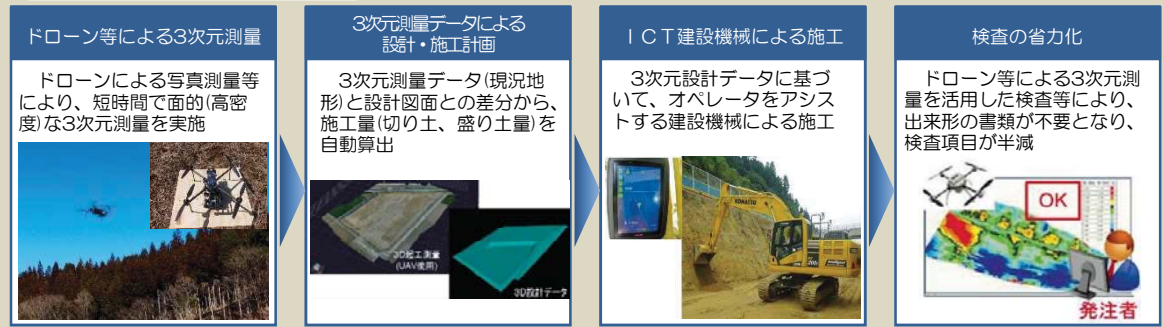 ドローン等による3次元測量
ドローンによる写真測量等
により、短時間で面的(高密
度)な3次元測量を実施
3次元測量データによる
設計・施工計画
3次元測量データ(現況地
形)と設計図面との差分から、
施工量(切り土、盛り土量)を
自動算出
3D起工測量
(UAV使用)
3D設計データ
ICT建設機械による施工
3次元設計データに基づ
いて、オペレータをアシス
トする建設機械による施工
KOMATSU
検査の省力化
ドローン等による3次元測
量を活用した検査等により、
出来形の書類が不要となり、
検査項目が半減
OK
発注者